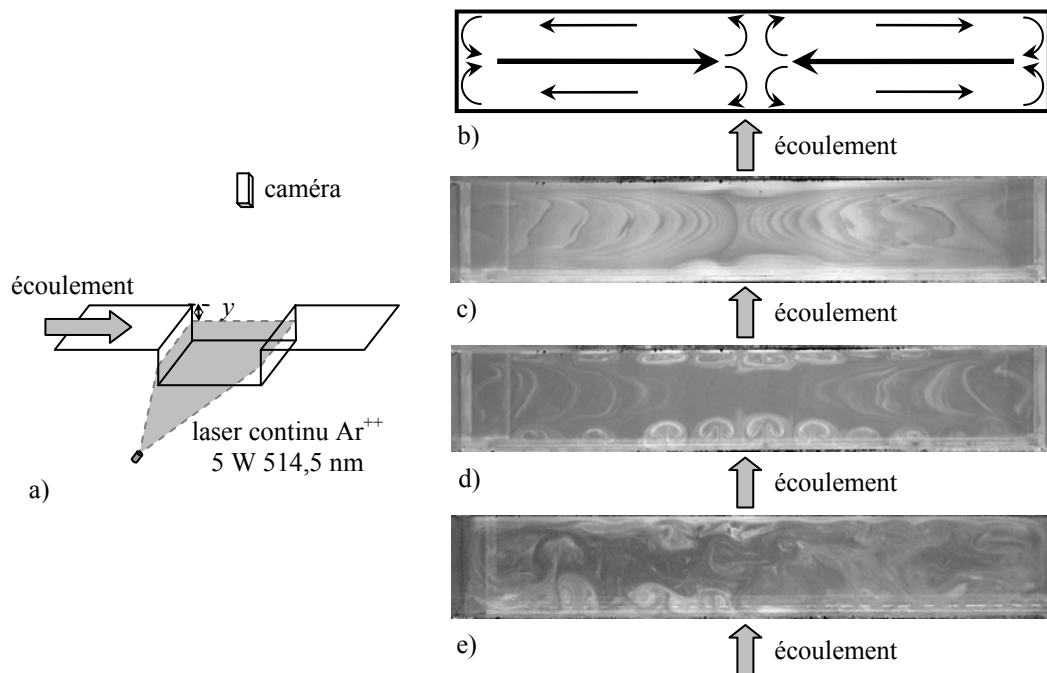 caméra
écoulement
y
laser continu Ar++
5 W 514,5 nm
a)
b)
écoulement
c)
écoulement
d)
écoulement
e)
écoulement